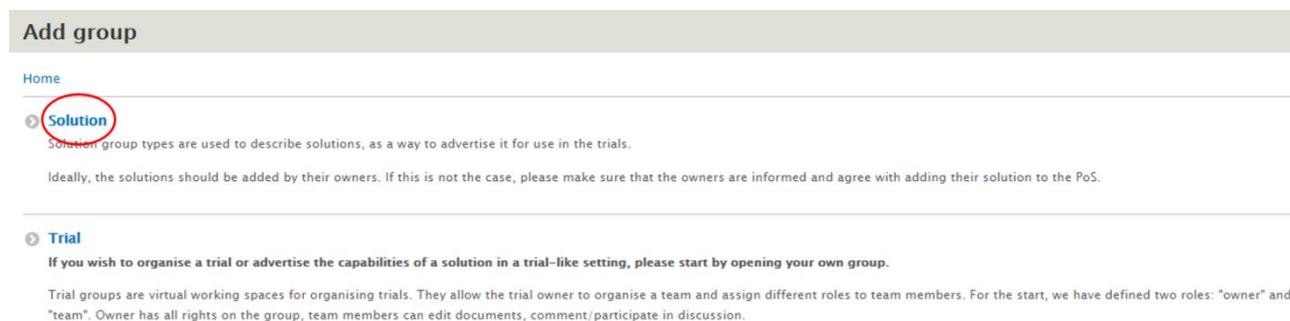 Add group
Home
Solution
Solution group types are used to describe solutions, as a way to advertise it for use in the trials.
Ideally, the solutions should be added by their owners. If this is not the case, please make sure that the owners are informed and agree with adding their solution to the PoS.
Trial
If you wish to organise a trial or advertise the capabilities of a solution in a trial-like setting, please start by opening your own group.
Trial groups are virtual working spaces for organising trials. They allow the trial owner to organise a team and assign different roles to team members. For the start, we have defined two roles: "owner" and
"team". Owner has all rights on the group, team members can edit documents, comment/participate in discussion.